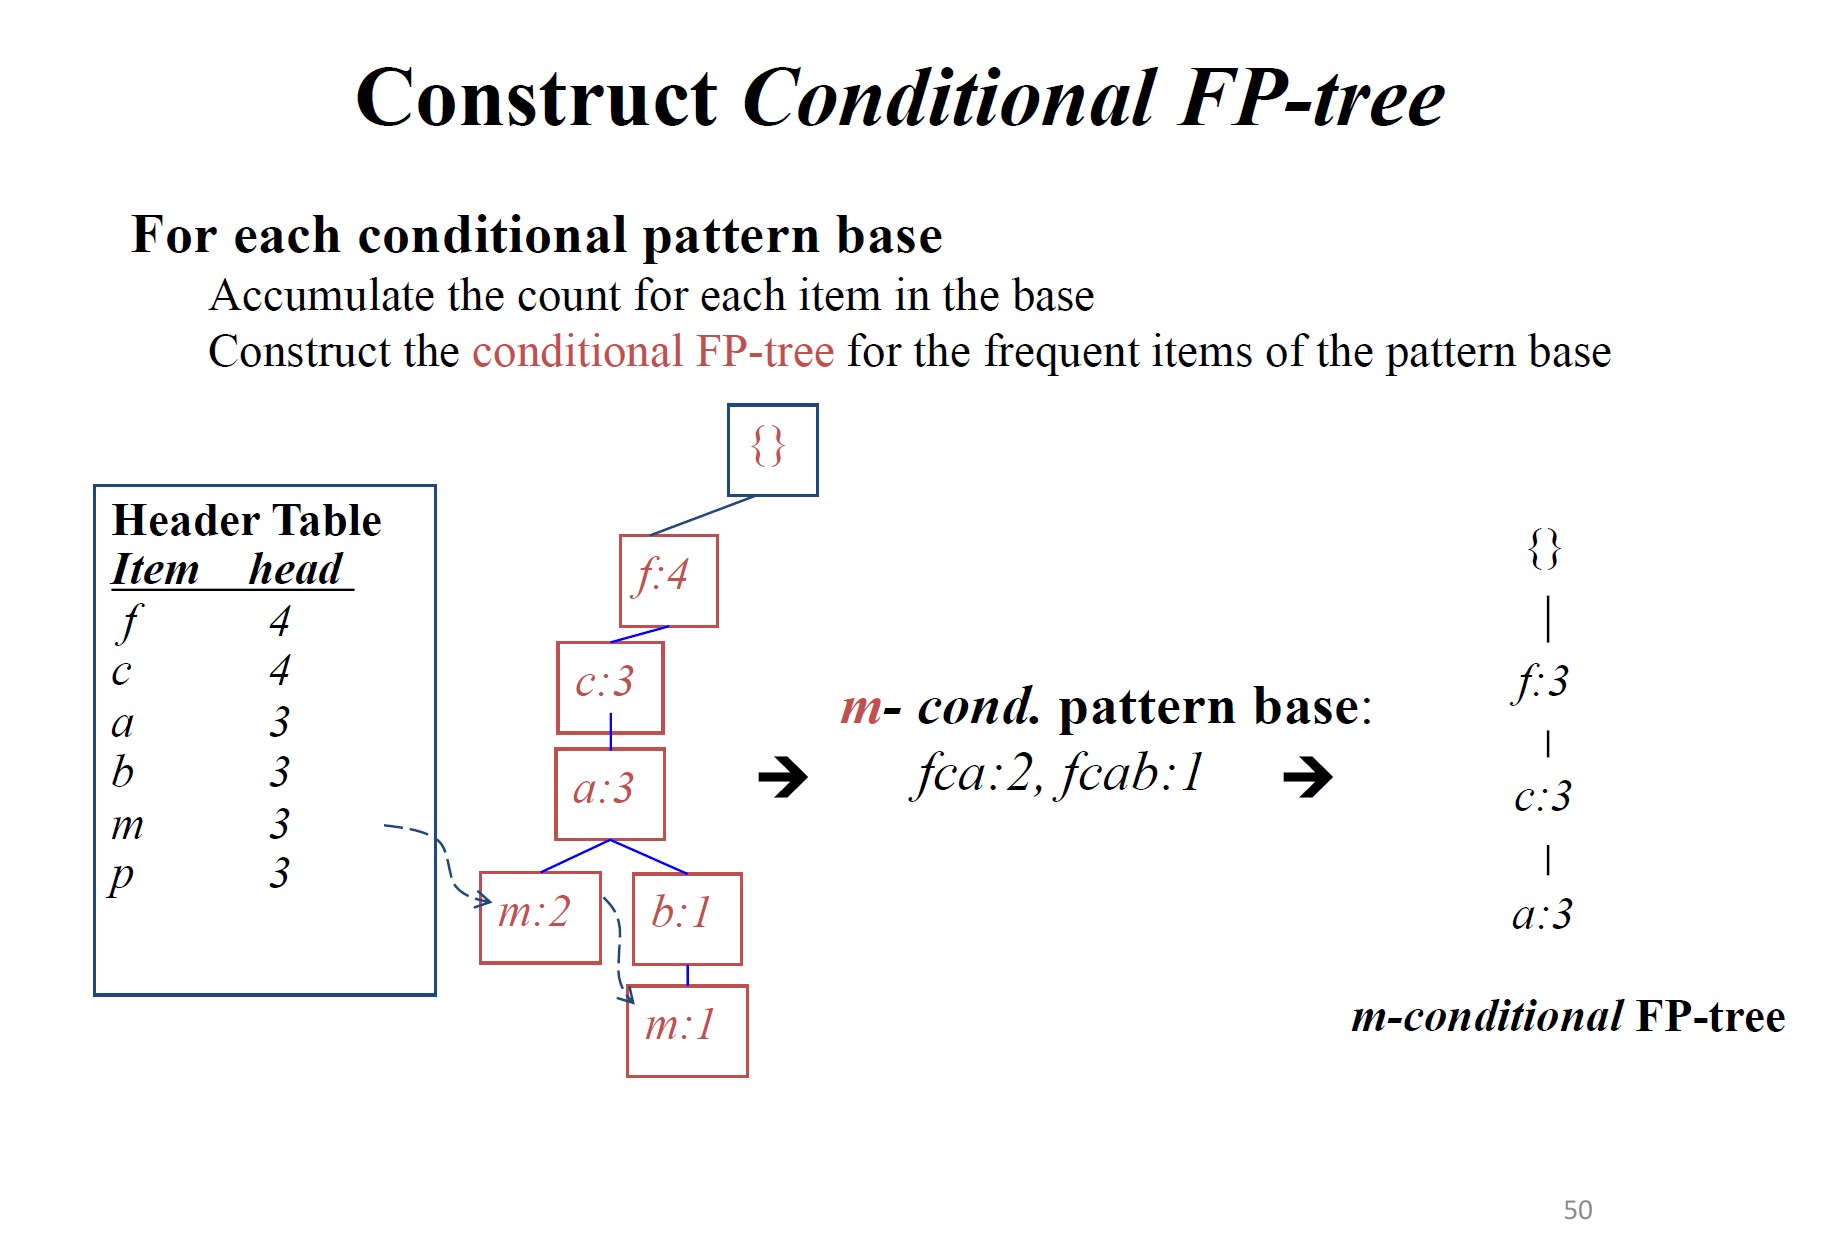 Construct Conditional FP-tree
For each conditional pattern base
Accumulate the count for each item in the base
Construct the conditional FP-tree for the frequent items of the pattern base
Header Table
Item head
f 4
c 4
a 3
b 3
m 3
p 3
{}
f:4
c:3
a:3
m:2
b:1
m:1
m- cond. pattern base:
fca:2, fcab:1
{}
f:3
c:3
a:3
m-conditional FP-tree
50